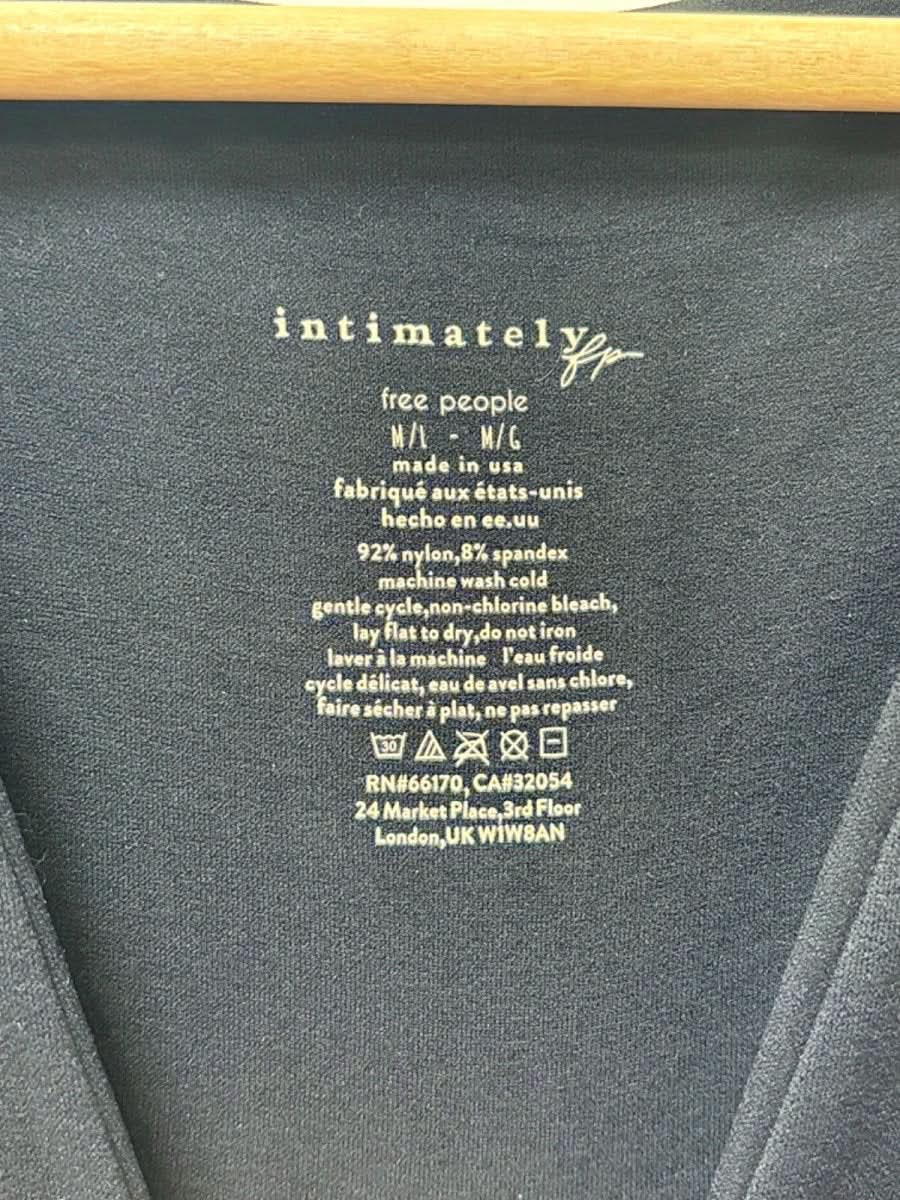 intimately fp
free people
M/L - M/G
made in usa
fabriqué aux états-unis
hecho en ee.uu
92% nylon,8% spandex
machine wash cold
gentle cycle,non-chlorine bleach,
lay flat to dry,do not iron
laver à la machine l'eau froide
cycle délicat, eau de avel sans chlore,
faire sécher à plat, ne pas repasser
30
RN#66170, CA#32054
24 Market Place,3rd Floor
London,UK W1W8AN